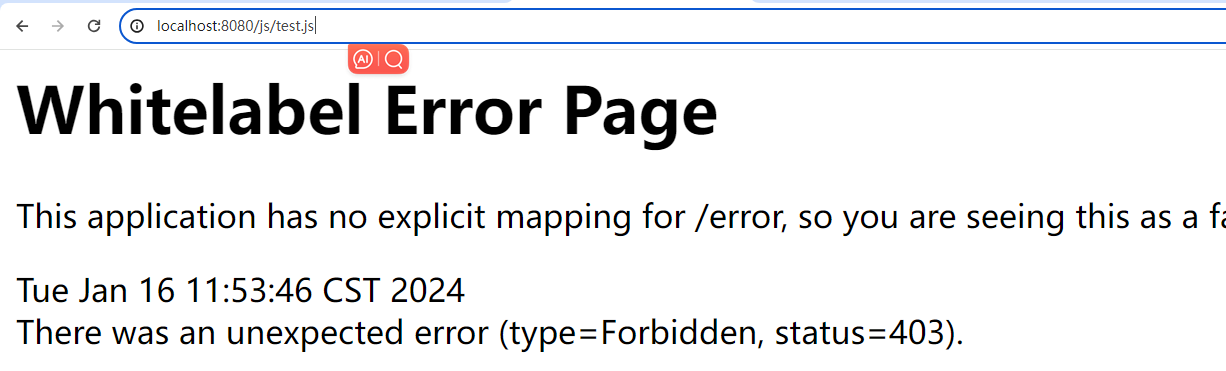 localhost:8080/js/test.js
AI
Whitelabel Error Page
This application has no explicit mapping for /error, so you are seeing this as a
Tue Jan 16 11:53:46 CST 2024
There was an unexpected error (type=Forbidden, status=403).